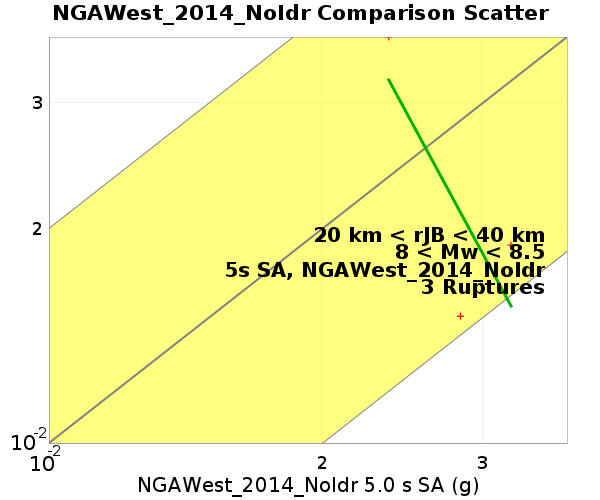 NGAWest_2014_NoIdr Comparison Scatter
3
2
20 km < rJB < 40 km
8 < Mw < 8.5
5s SA, NGAWest_2014_NoIdr
3 Ruptures
10-2
10-2 2 3
NGAWest_2014_NoIdr 5.0 s SA (g)